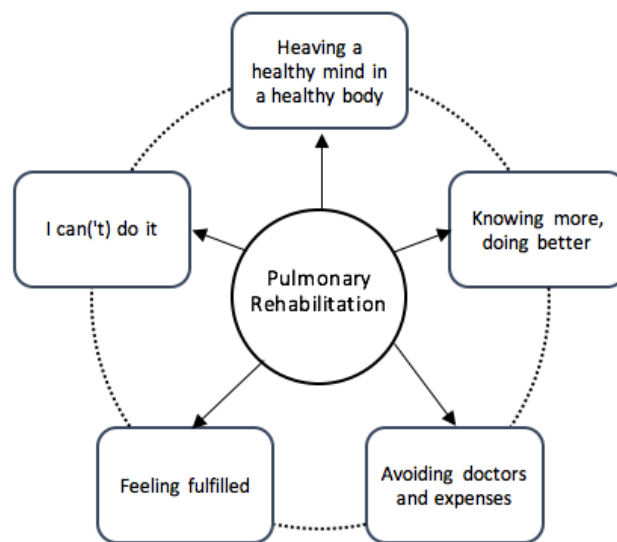 Heaving a
healthy mind in
a healthy body
I can('t) do it
Knowing more,
doing better
Pulmonary
Rehabilitation
Feeling fulfilled
Avoiding doctors
and expenses